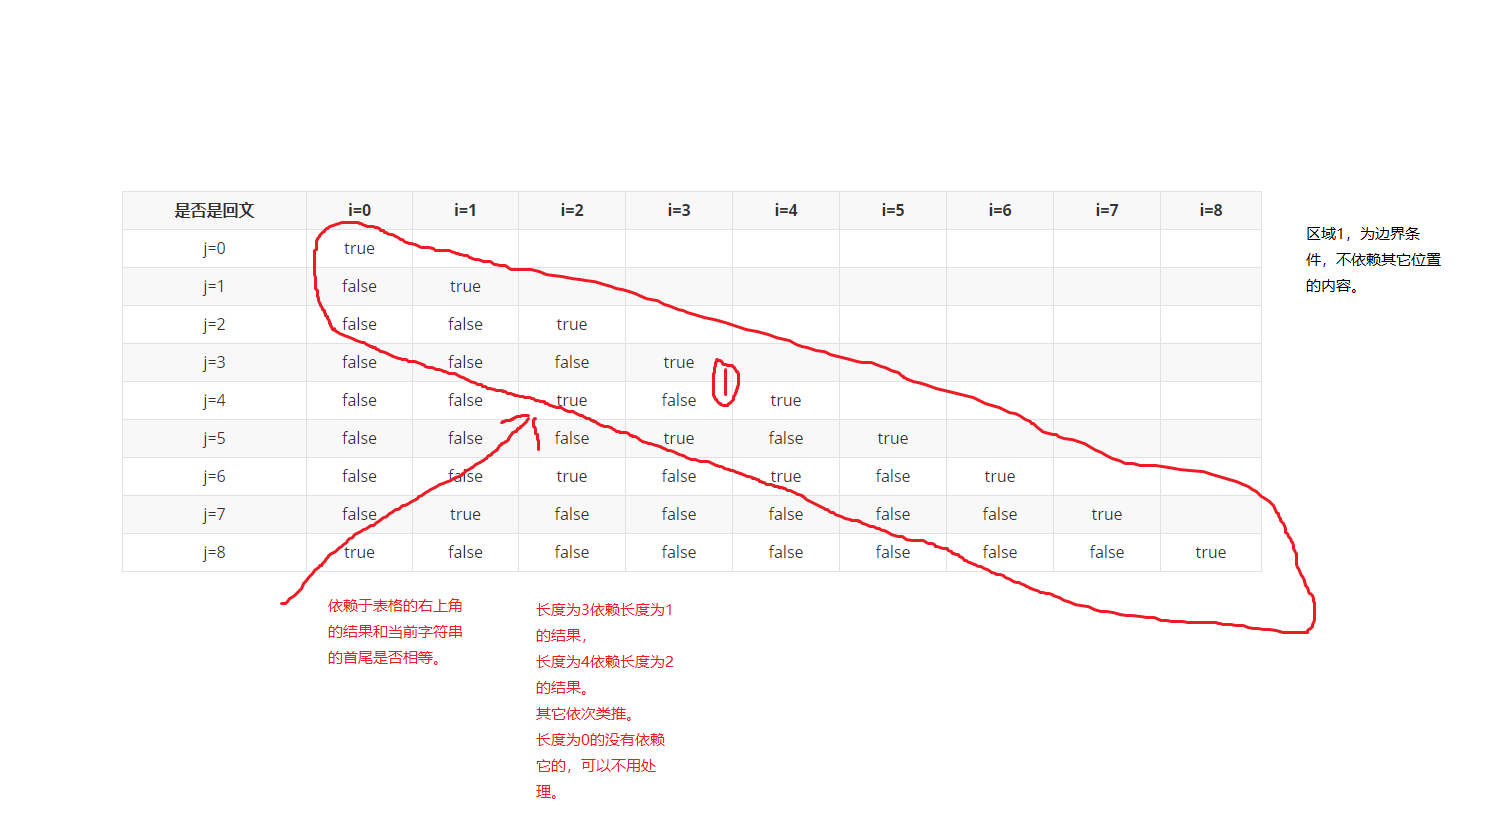 是否是回文 i=0 i=1 i=2 i=3 i=4 i=5 i=6 i=7 i=8
j=0 true
j=1 false true
j=2 false false true
j=3 false false false true
j=4 false false true false true
j=5 false false false true false true
j=6 false false true false true false true
j=7 false true false false false false false true
j=8 true false false false false false false false true
区域1，为边界条
件，不依赖其它位置
的内容。
1
依赖于表格的右上角
的结果和当前字符串
的首尾是否相等。
长度为3依赖长度为1
的结果，
长度为4依赖长度为2
的结果。
其它依次类推。
长度为0的没有依赖
它的，可以不用处
理。